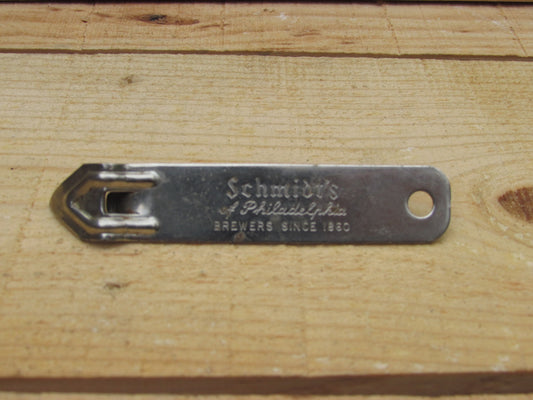 Schmidt's
of Philadelphia
BREWERS SINCE 1860